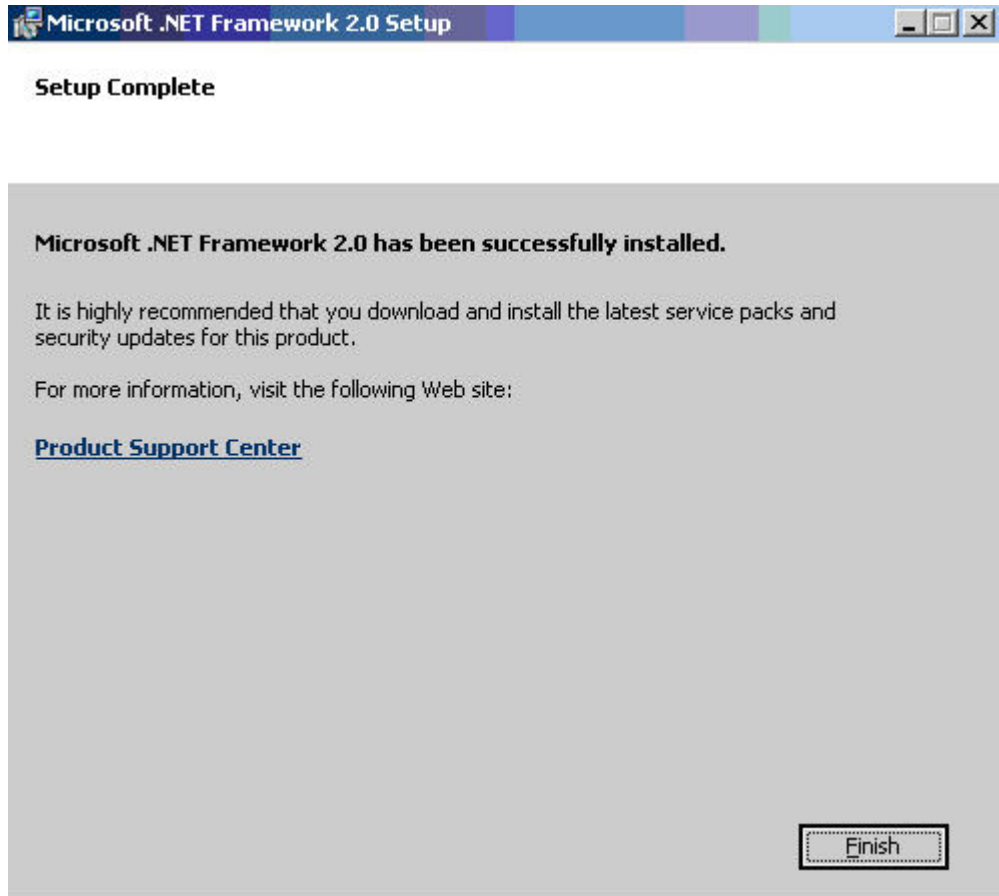 Microsoft .NET Framework 2.0 Setup
Setup Complete
Microsoft .NET Framework 2.0 has been successfully installed.
It is highly recommended that you download and install the latest service packs and
security updates for this product.
For more information, visit the following Web site:
Product Support Center
Finish